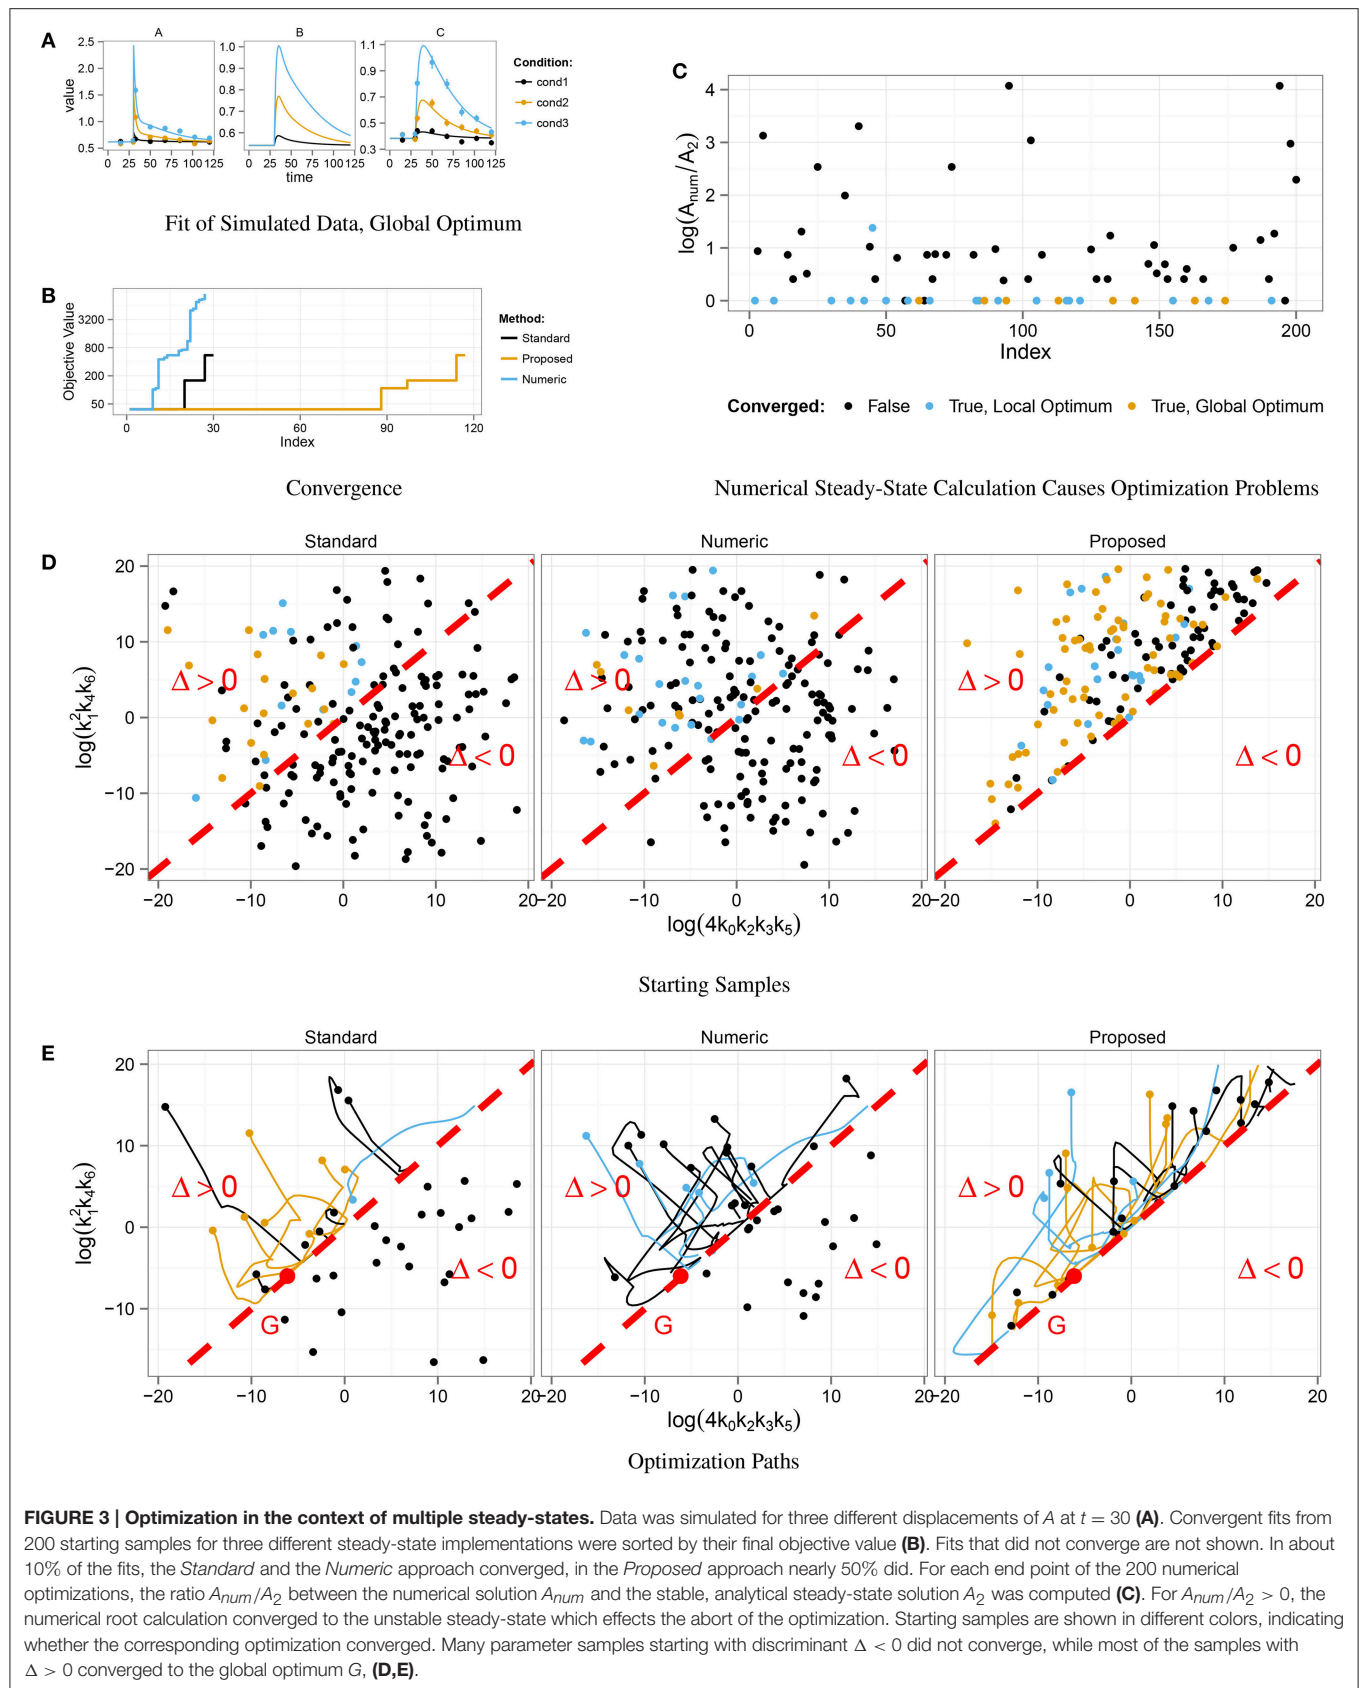 A
A
B
C
value
2.5
2.0
1.5
1.0
0.5
1.0
0.9
0.8
0.7
0.6
1.1
0.9
0.7
0.5
0.3
0 25 50 75 100 125
0 25 50 75 100 125
0 25 50 75 100 125
time
Condition:
cond1
cond2
cond3
Fit of Simulated Data, Global Optimum
B
Objective Value
3200
800
200
50
0 30 60 90 120
Index
Method:
Standard
Proposed
Numeric
Convergence
C
log(A_num/A_2)
4
3
2
1
0
0 50 100 150 200
Index
Converged: False True, Local Optimum True, Global Optimum
Numerical Steady-State Calculation Causes Optimization Problems
D
Standard Numeric Proposed
log(k_1^2k_4k_6)
20
10
0
−10
−20
Δ > 0
Δ < 0
Δ > 0
Δ < 0
Δ > 0
Δ < 0
−20 −10 0 10 20
−20 −10 0 10 20
−20 −10 0 10 20
log(4k_0k_2k_3k_5)
Starting Samples
E
Standard Numeric Proposed
log(k_1^2k_4k_6)
20
10
0
−10
Δ > 0
Δ < 0
G
Δ > 0
Δ < 0
G
Δ > 0
Δ < 0
G
−20 −10 0 10 20
−20 −10 0 10 20
−20 −10 0 10 20
log(4k_0k_2k_3k_5)
Optimization Paths
FIGURE 3 | Optimization in the context of multiple steady-states. Data was simulated for three different displacements of A at t = 30 (A). Convergent fits from
200 starting samples for three different steady-state implementations were sorted by their final objective value (B). Fits that did not converge are not shown. In about
10% of the fits, the Standard and the Numeric approach converged, in the Proposed approach nearly 50% did. For each end point of the 200 numerical
optimizations, the ratio A_num/A_2 between the numerical solution A_num and the stable, analytical steady-state solution A_2 was computed (C). For A_num/A_2 > 0, the
numerical root calculation converged to the unstable steady-state which effects the abort of the optimization. Starting samples are shown in different colors, indicating
whether the corresponding optimization converged. Many parameter samples starting with discriminant Δ < 0 did not converge, while most of the samples with
Δ > 0 converged to the global optimum G, (D,E).